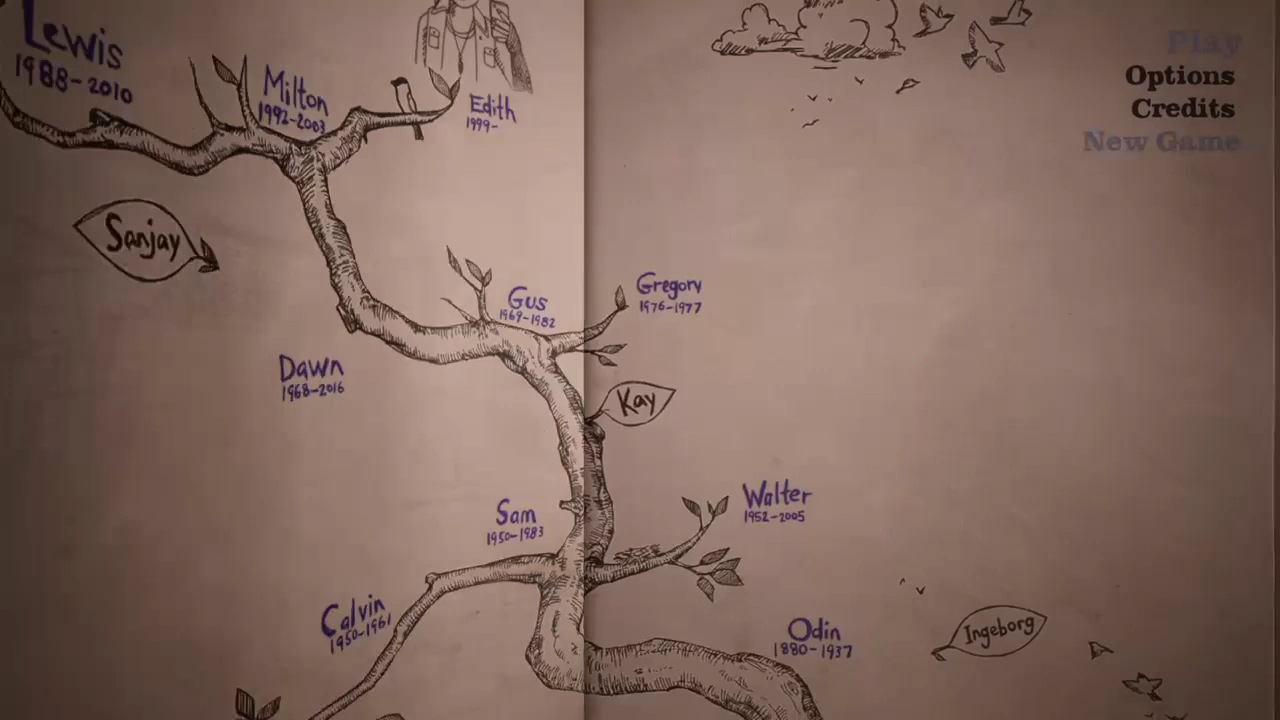 Lewis
1988-2010
Milton
1992-2003
Edith
1999-
Play
Options
Credits
New Game
Sanjay
Gus
1969-1982
Gregory
1976-1977
Dawn
1968-2016
Kay
Sam
1950-1983
Walter
1952-2005
Calvin
1950-1961
Odin
1880-1937
Ingeborg